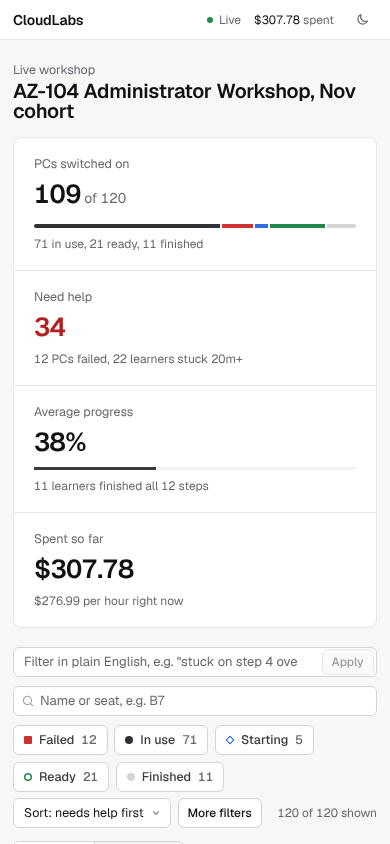 CloudLabs
Live $307.78 spent
Live workshop
AZ-104 Administrator Workshop, Nov
cohort
PCs switched on
109 of 120
71 in use, 21 ready, 11 finished
Need help
34
12 PCs failed, 22 learners stuck 20m+
Average progress
38%
11 learners finished all 12 steps
Spent so far
$307.78
$276.99 per hour right now
Filter in plain English, e.g. "stuck on step 4 ove
Apply
Name or seat, e.g. B7
Failed 12 In use 71 Starting 5
Ready 21 Finished 11
Sort: needs help first More filters 120 of 120 shown